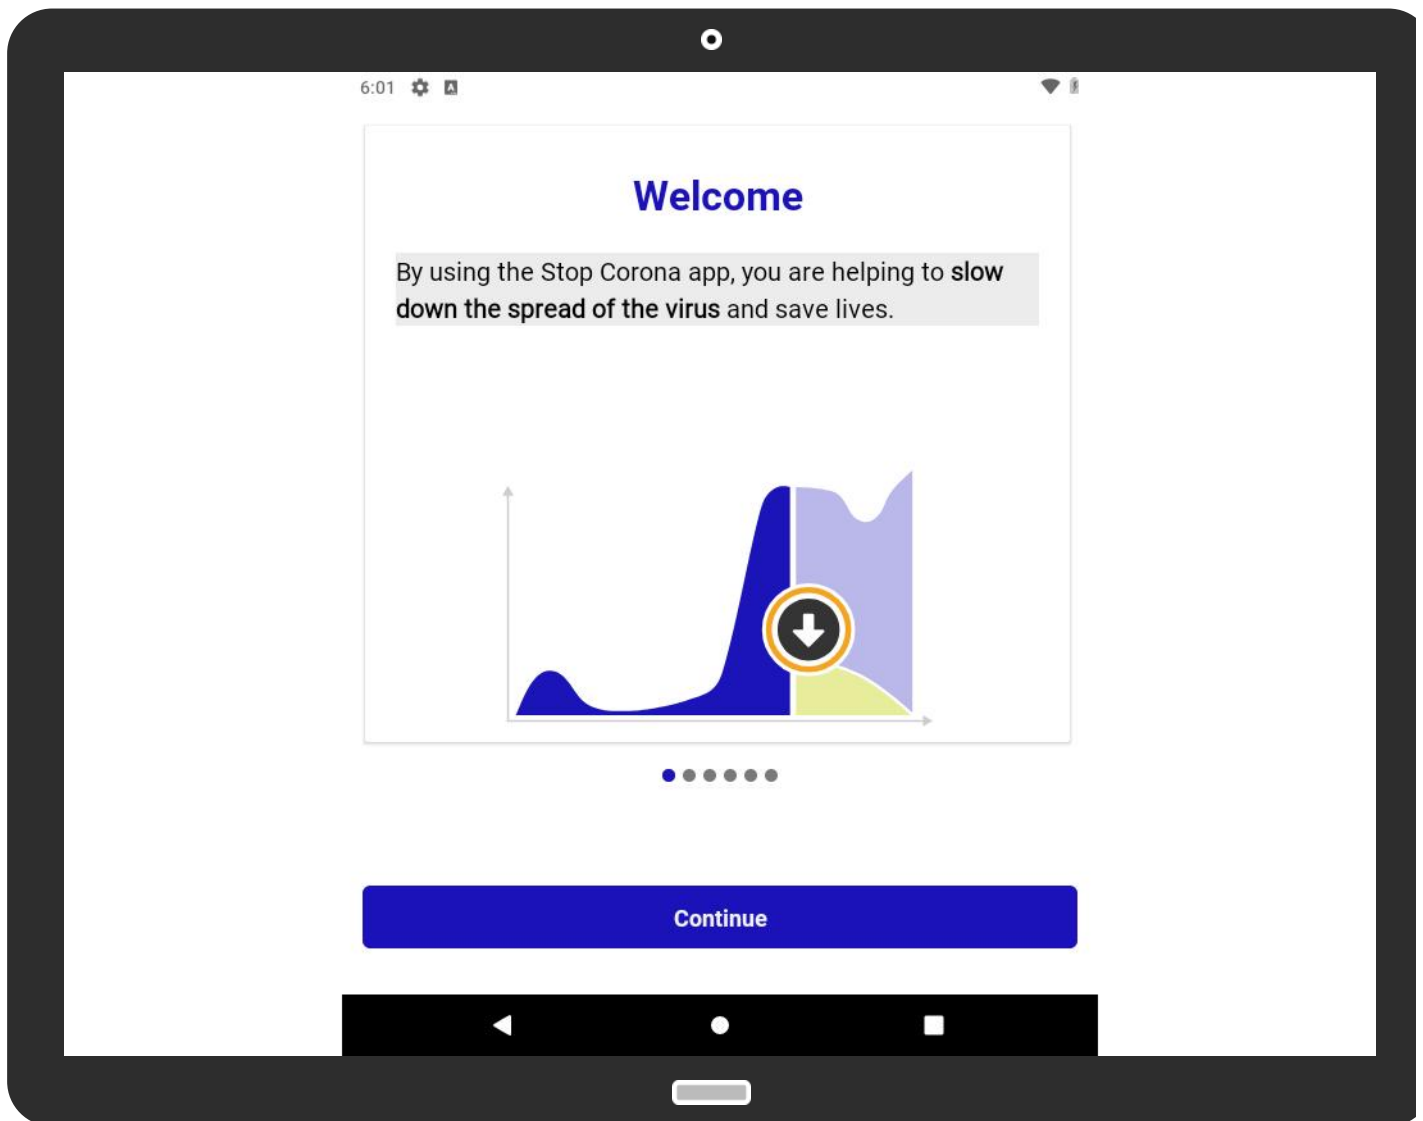 6:01
Welcome
By using the Stop Corona app, you are helping to slow
down the spread of the virus and save lives.
Continue